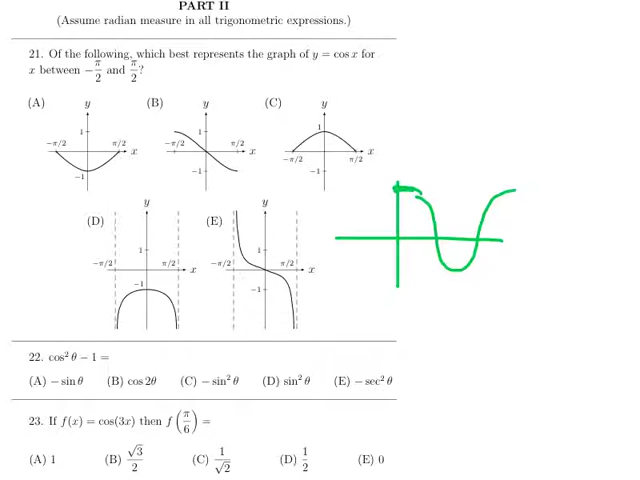 PART II
(Assume radian measure in all trigonometric expressions.)
21. Of the following, which best represents the graph of y = cos x for
x between −π/2 and π/2?
(A) y 1 −1 −π/2 π/2 x
(B) y 1 −1 −π/2 π/2 x
(C) y 1 −1 −π/2 π/2 x
(D) y 1 −1 −π/2 π/2 x
(E) y 1 −1 −π/2 π/2 x
22. cos² θ − 1 =
(A) − sin θ (B) cos 2θ (C) − sin² θ (D) sin² θ (E) − sec² θ
23. If f(x) = cos(3x) then f(π/6) =
(A) 1 (B) √3/2 (C) 1/√2 (D) 1/2 (E) 0